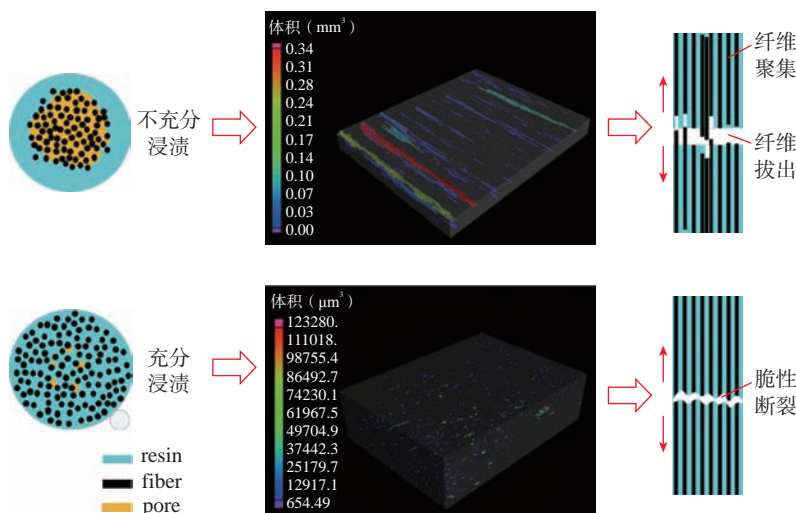 体积（mm³）
0.34
0.31
0.28
0.24
0.21
0.17
0.14
0.10
0.07
0.03
0.00
不充分
浸渍
纤维
聚集
纤维
拔出
体积（μm³）
123280.
111018.
98755.4
86492.7
74230.1
61967.5
49704.9
37442.3
25179.7
12917.1
654.49
充分
浸渍
脆性
断裂
resin
fiber
pore